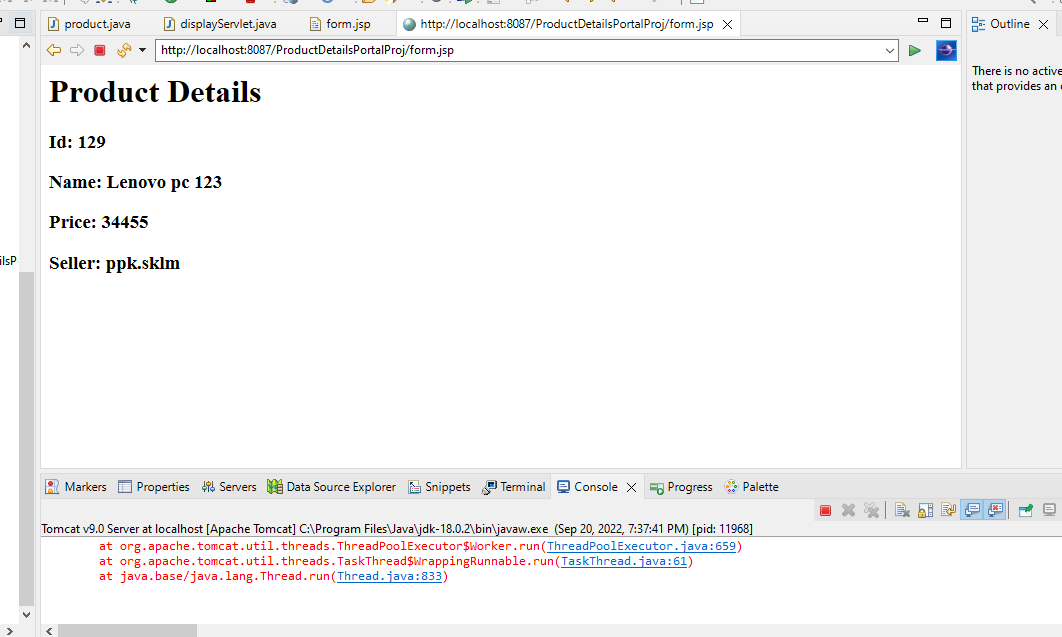 product.java displayServlet.java form.jsp http://localhost:8087/ProductDetailsPortalProj/form.jsp Outline
http://localhost:8087/ProductDetailsPortalProj/form.jsp
There is no active
that provides an
Product Details
Id: 129
Name: Lenovo pc 123
Price: 34455
Seller: ppk.sklm
ilsP
Markers Properties Servers Data Source Explorer Snippets Terminal Console Progress Palette
Tomcat v9.0 Server at localhost [Apache Tomcat] C:\Program Files\Java\jdk-18.0.2\bin\javaw.exe (Sep 20, 2022, 7:37:41 PM) [pid: 11968]
at org.apache.tomcat.util.threads.ThreadPoolExecutor$Worker.run(ThreadPoolExecutor.java:659)
at org.apache.tomcat.util.threads.TaskThread$WrappingRunnable.run(TaskThread.java:61)
at java.base/java.lang.Thread.run(Thread.java:833)